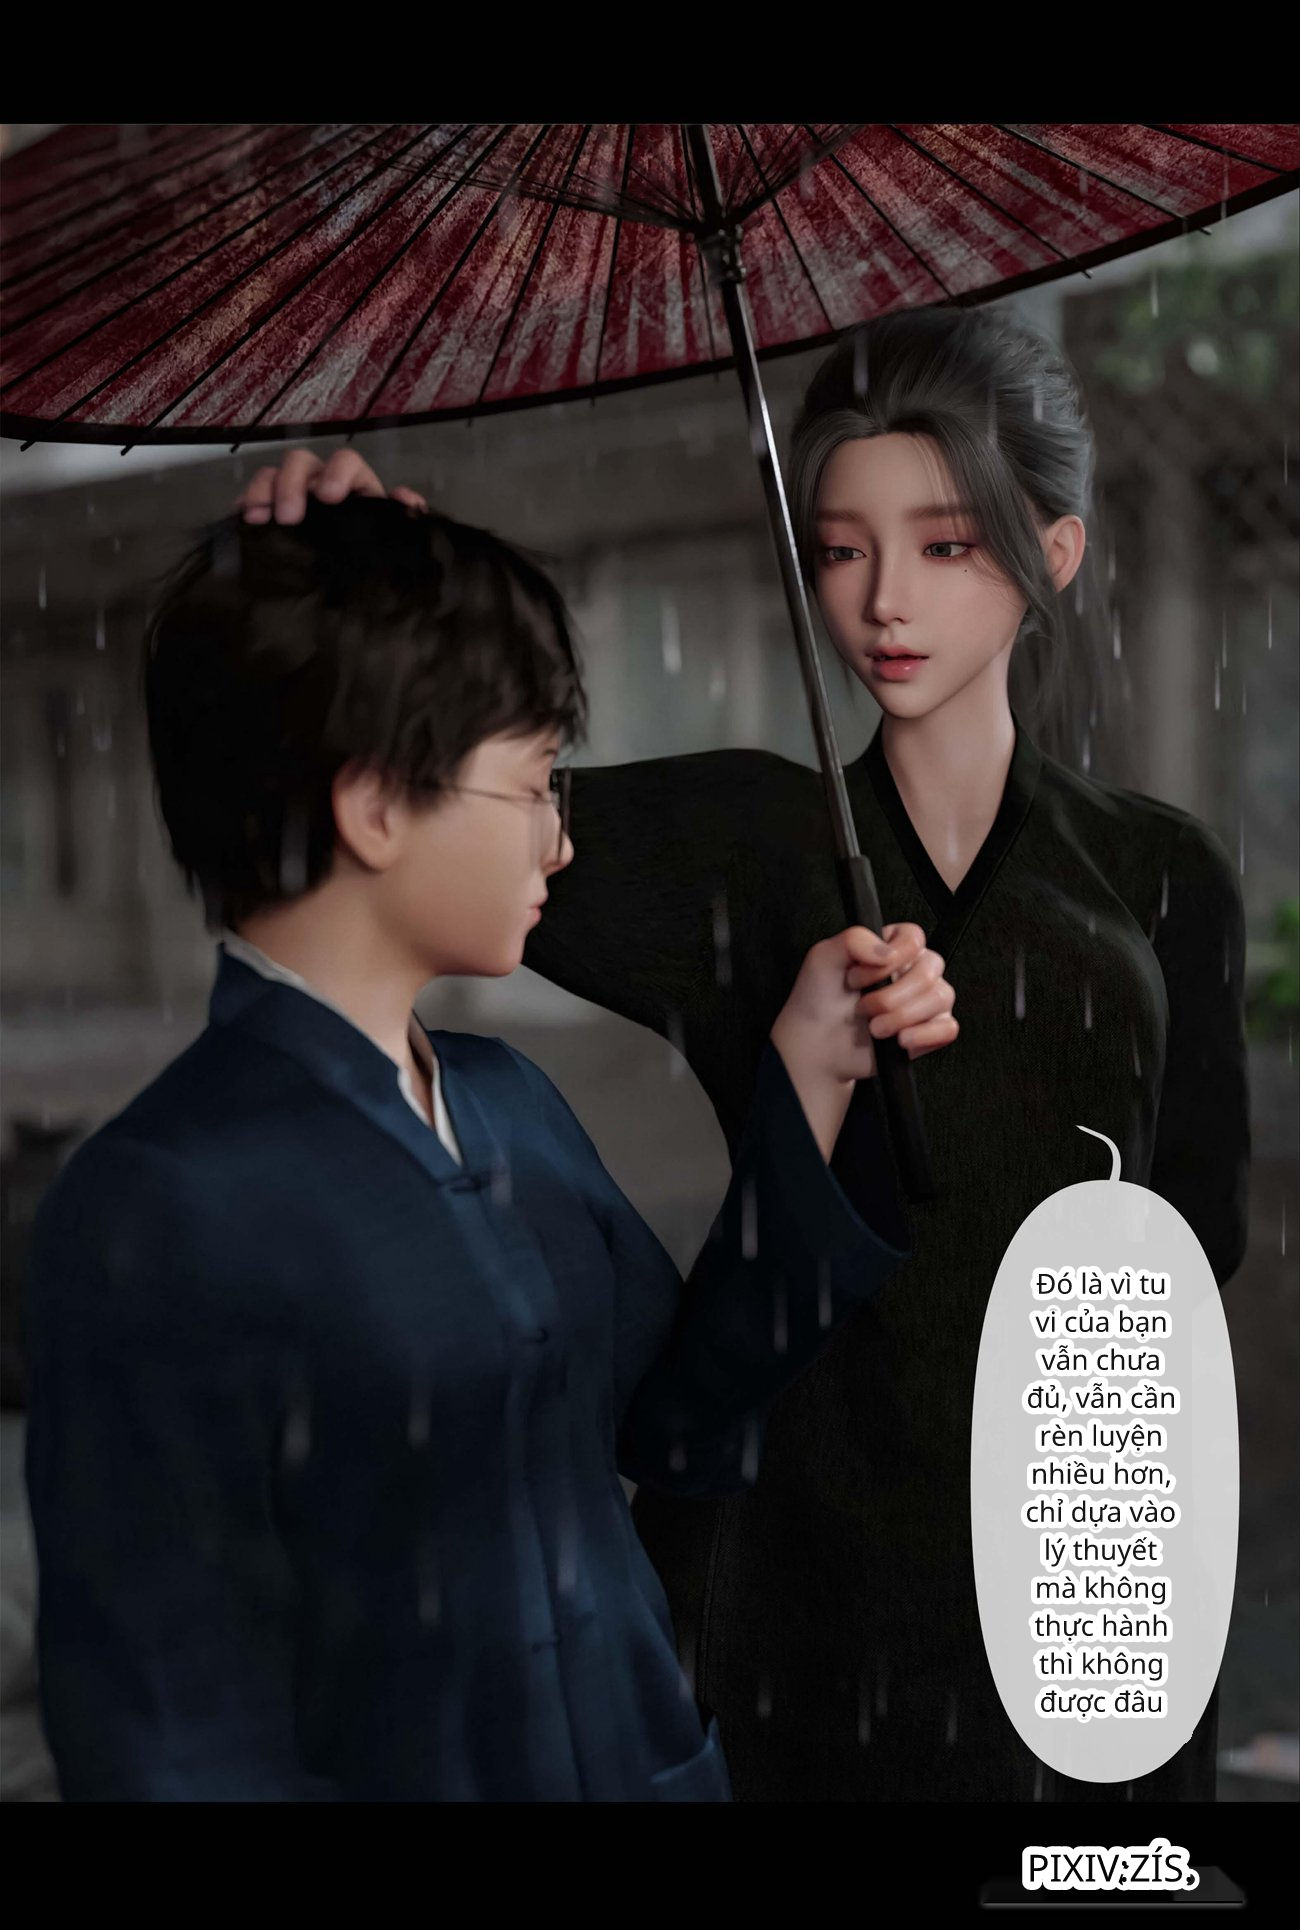 Đó là vì tu
vi của bạn
vẫn chưa
đủ, vẫn cần
rèn luyện
nhiều hơn,
chỉ dựa vào
lý thuyết
mà không
thực hành
thì không
được đâu
PIXIV:ZÍS,